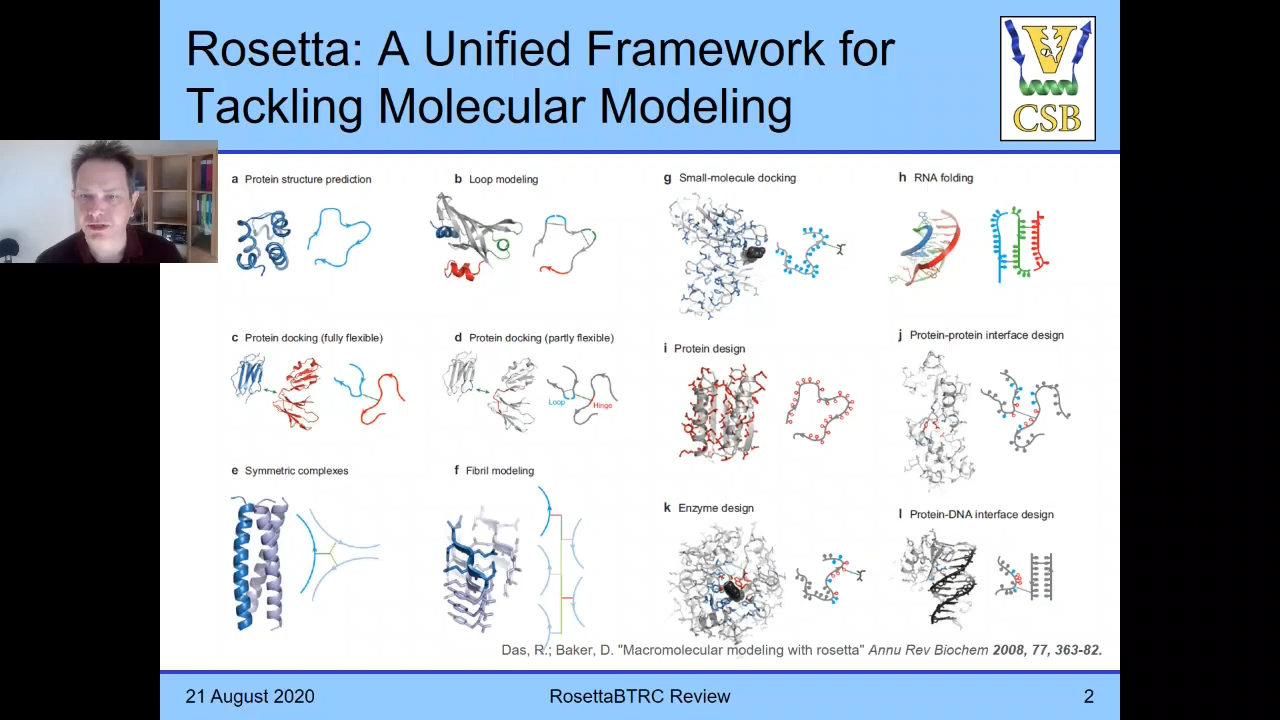 Rosetta: A Unified Framework for
Tackling Molecular Modeling
V
CSB
a Protein structure prediction
b Loop modeling
g Small-molecule docking
h RNA folding
c Protein docking (fully flexible)
d Protein docking (partly flexible)
Loop
Hinge
i Protein design
j Protein-protein interface design
e Symmetric complexes
f Fibril modeling
k Enzyme design
l Protein-DNA interface design
Das, R.; Baker, D. "Macromolecular modeling with rosetta" Annu Rev Biochem 2008, 77, 363-82.
21 August 2020
RosettaBTRC Review
2